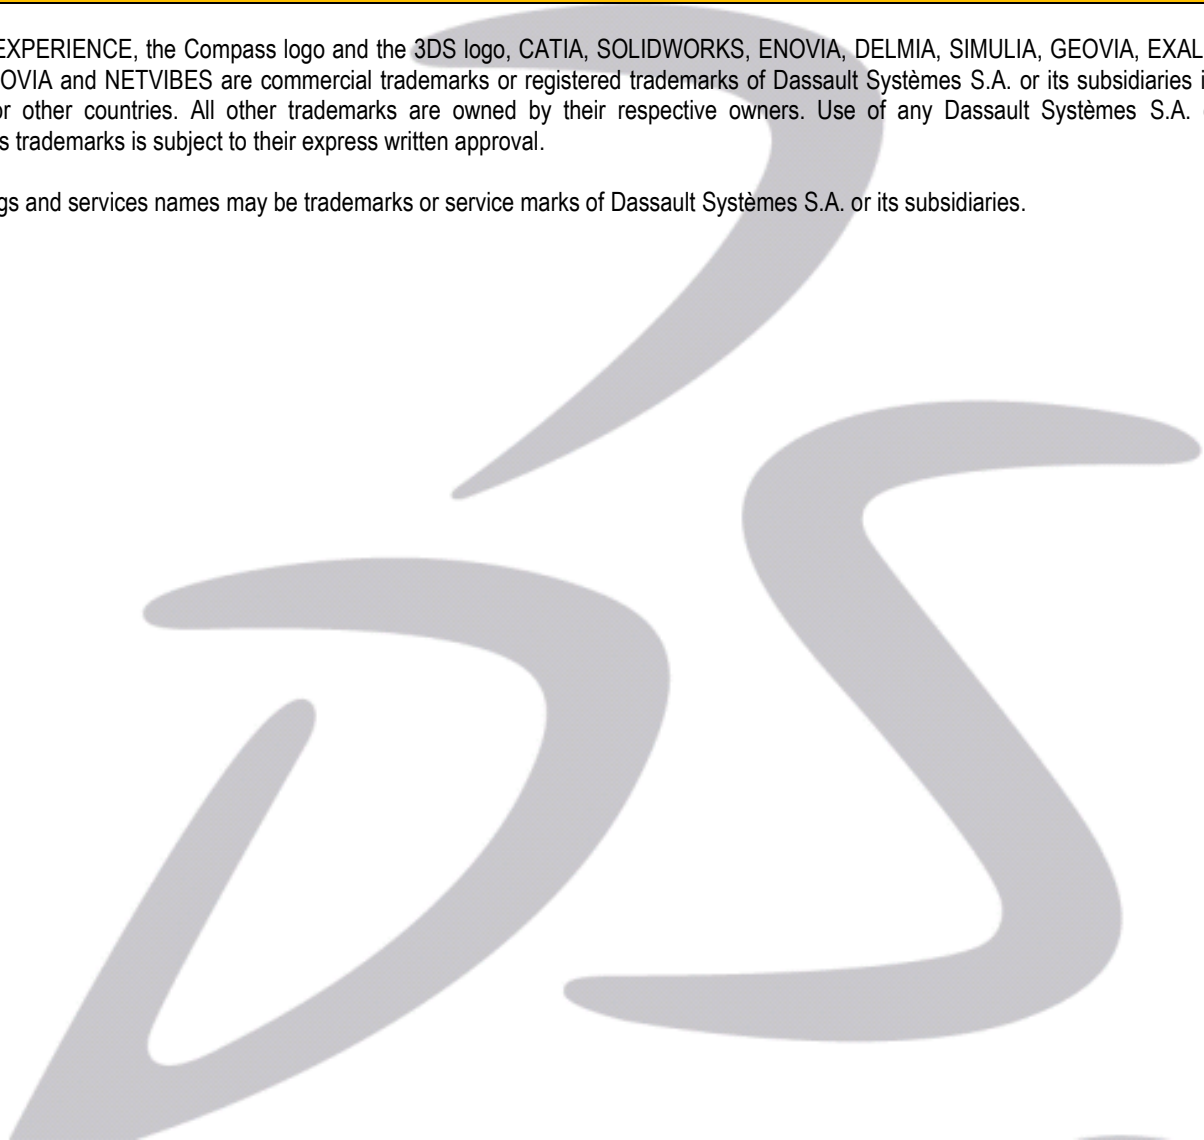 EXPERIENCE, the Compass logo and the 3DS logo, CATIA, SOLIDWORKS, ENOVIA, DELMIA, SIMULIA, GEOVIA, EXAL
OVIA and NETVIBES are commercial trademarks or registered trademarks of Dassault Systèmes S.A. or its subsidiaries i
or other countries. All other trademarks are owned by their respective owners. Use of any Dassault Systèmes S.A.
s trademarks is subject to their express written approval.
gs and services names may be trademarks or service marks of Dassault Systèmes S.A. or its subsidiaries.